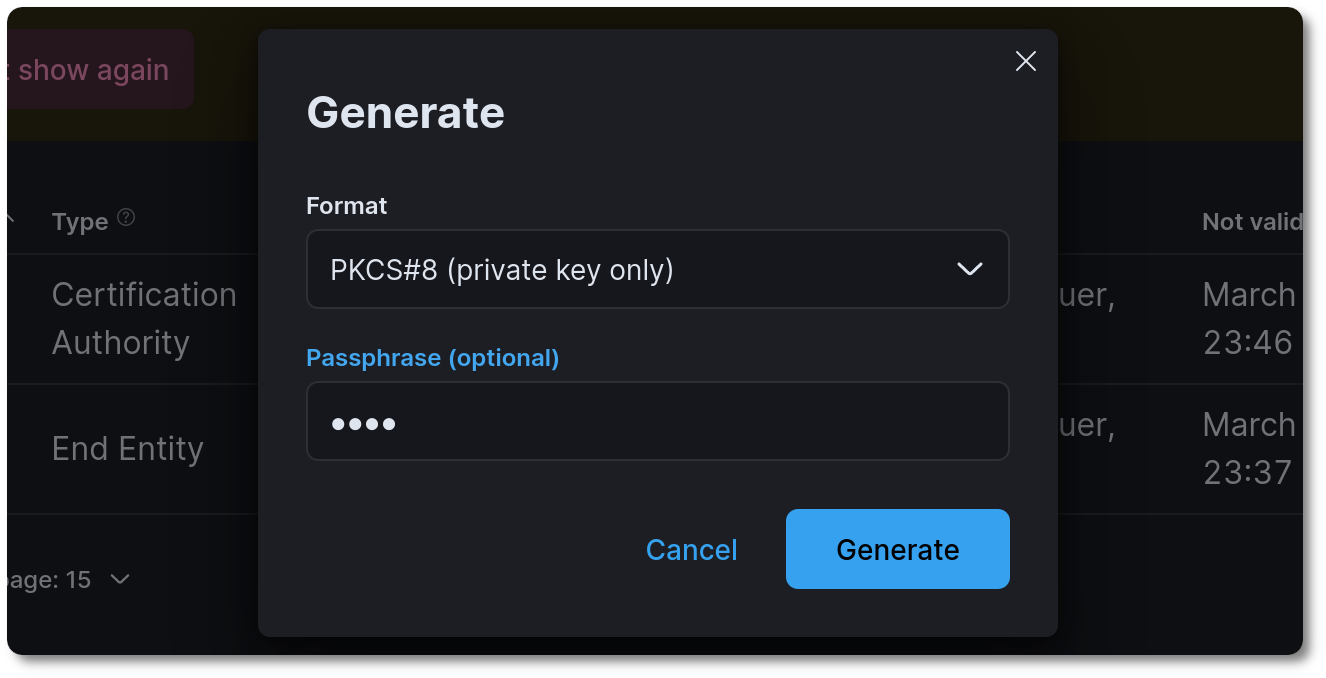 show again
Generate
Format
PKCS#8 (private key only)
Passphrase (optional)
••••
Cancel
Generate
Type
Not valid
Certification
Authority
uer,
March
23:46
End Entity
uer,
March
23:37
page: 15